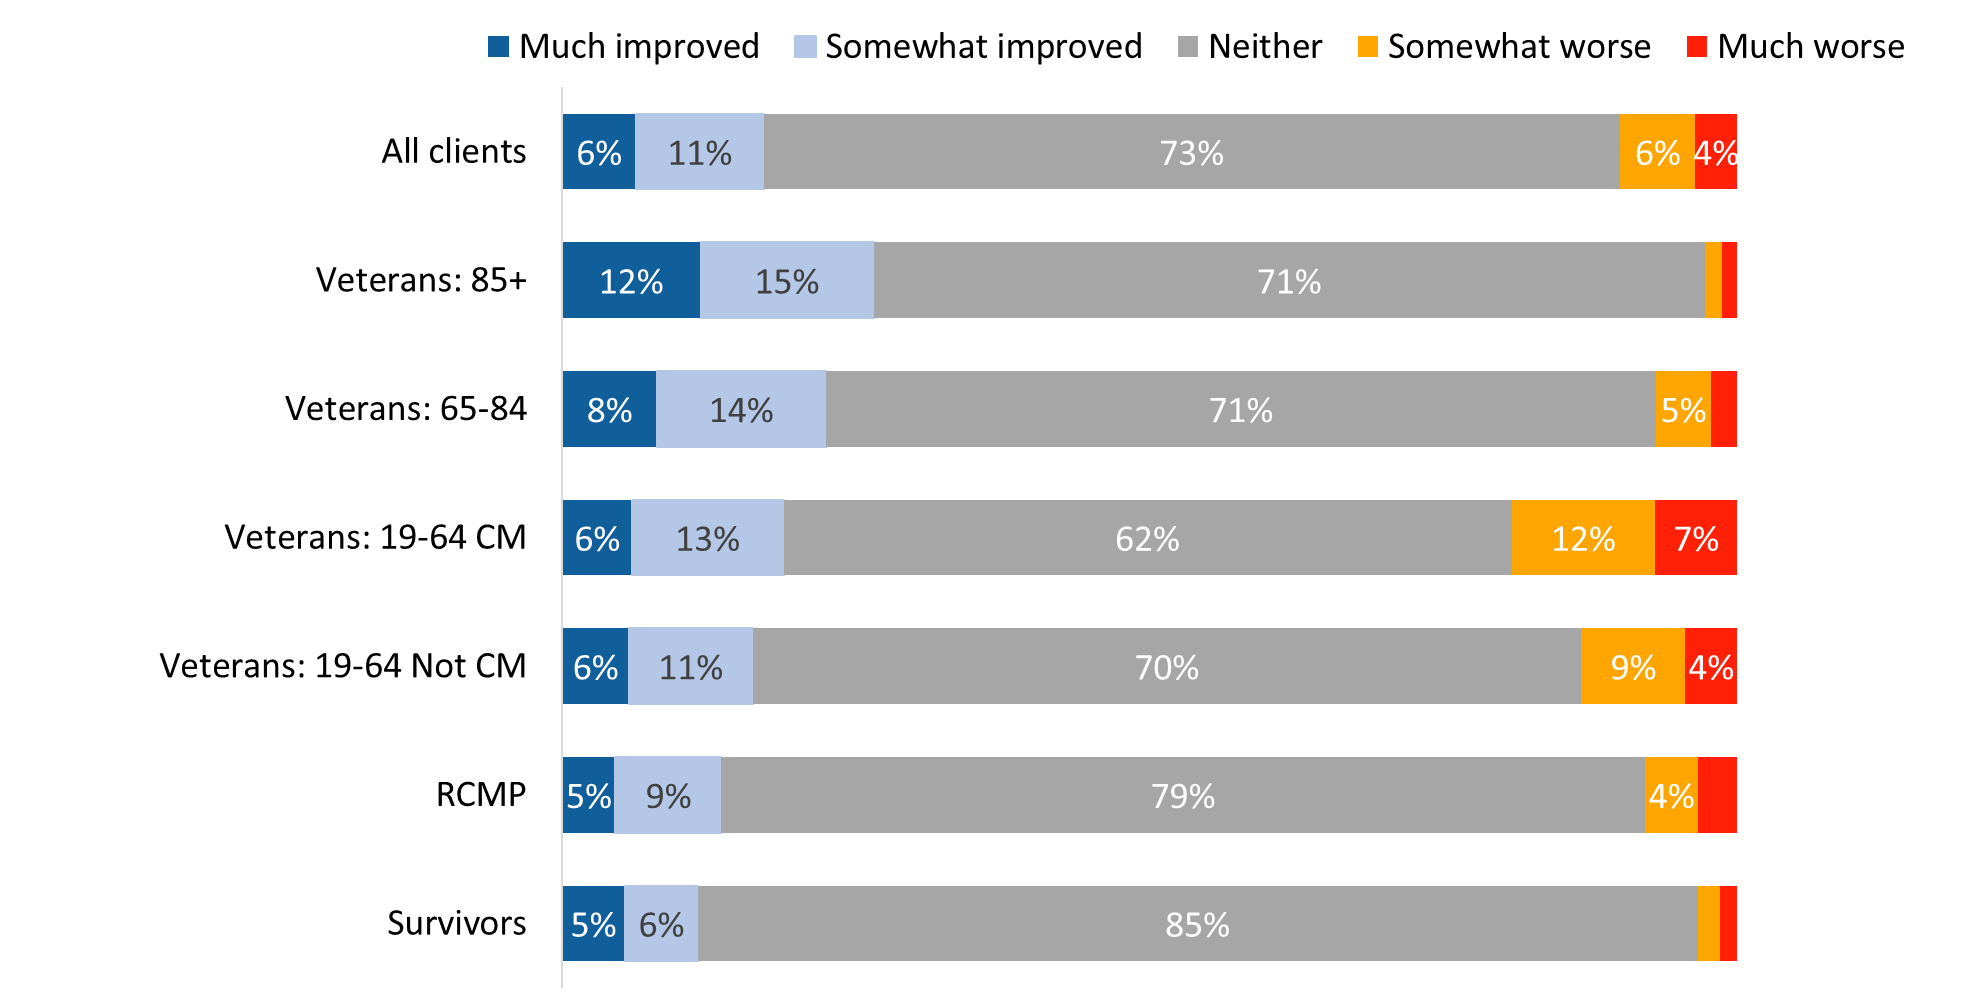 Much improved Somewhat improved Neither Somewhat worse Much worse
All clients 6% 11% 73% 6% 4%
Veterans: 85+ 12% 15% 71%
Veterans: 65-84 8% 14% 71% 5%
Veterans: 19-64 CM 6% 13% 62% 12% 7%
Veterans: 19-64 Not CM 6% 11% 70% 9% 4%
RCMP 5% 9% 79% 4%
Survivors 5% 6% 85%